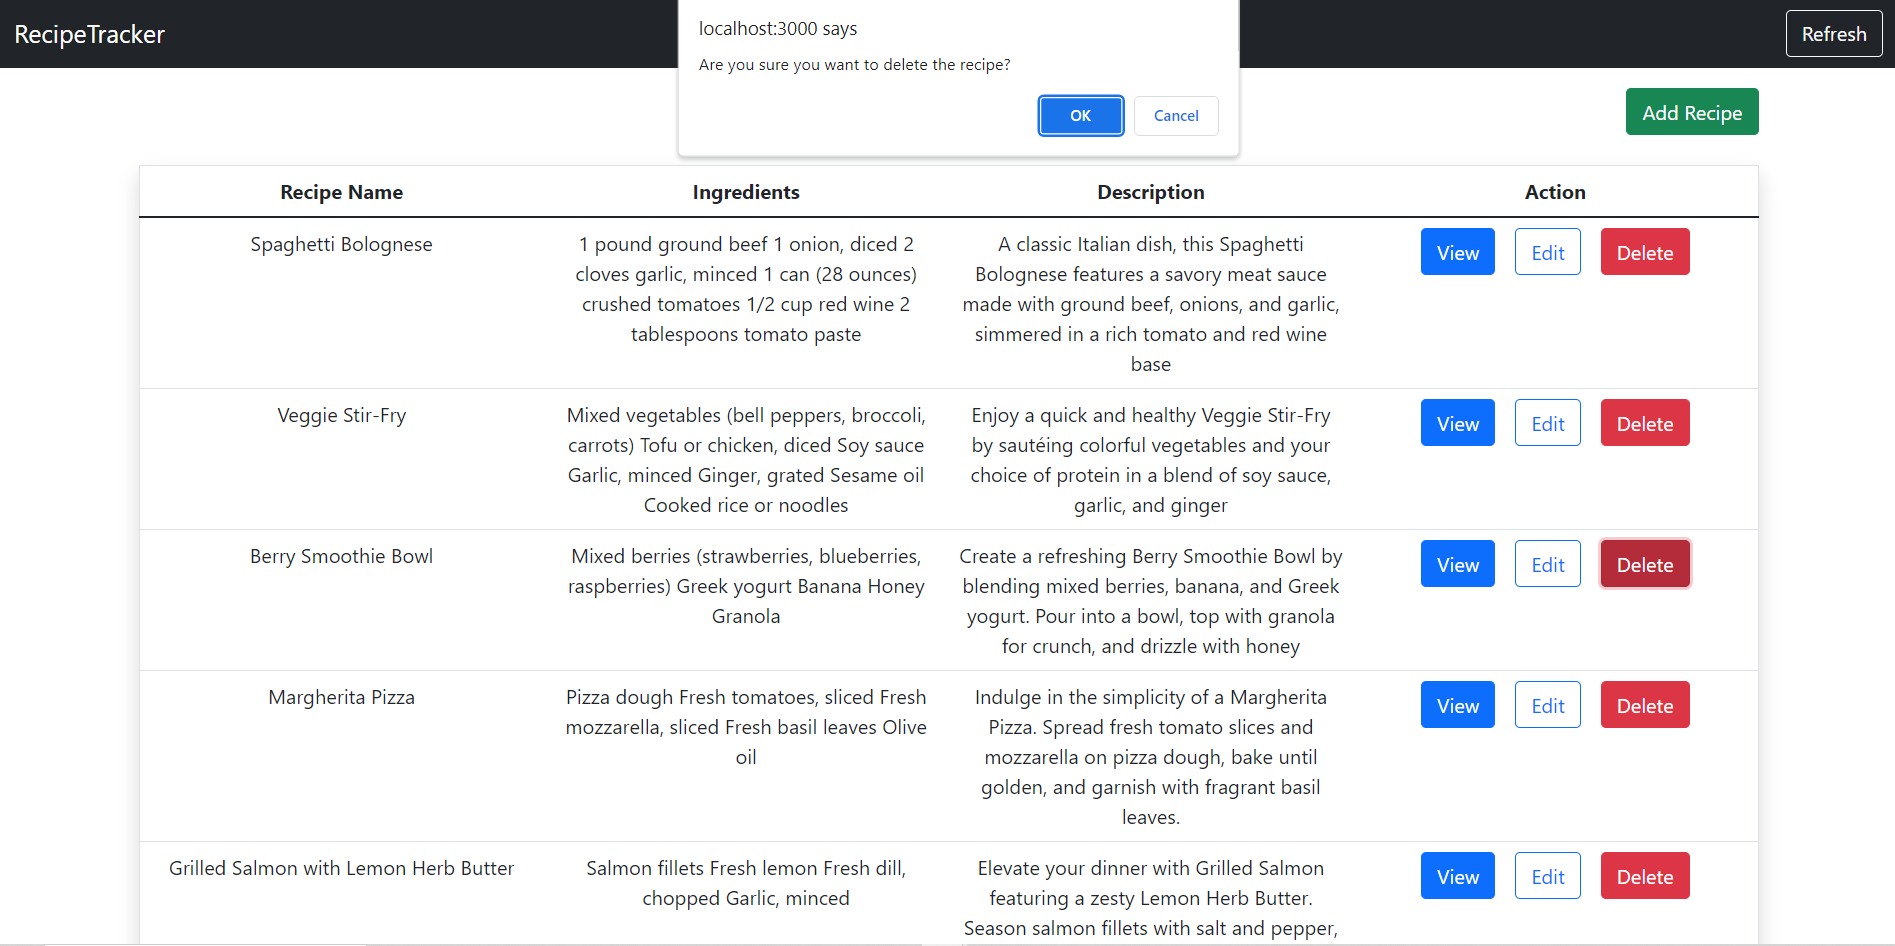 RecipeTracker
localhost:3000 says
Are you sure you want to delete the recipe?
OK Cancel
Refresh
Add Recipe
Recipe Name Ingredients Description Action
Spaghetti Bolognese
1 pound ground beef 1 onion, diced 2
cloves garlic, minced 1 can (28 ounces)
crushed tomatoes 1/2 cup red wine 2
tablespoons tomato paste
A classic Italian dish, this Spaghetti
Bolognese features a savory meat sauce
made with ground beef, onions, and garlic,
simmered in a rich tomato and red wine
base
View Edit Delete
Veggie Stir-Fry
Mixed vegetables (bell peppers, broccoli,
carrots) Tofu or chicken, diced Soy sauce
Garlic, minced Ginger, grated Sesame oil
Cooked rice or noodles
Enjoy a quick and healthy Veggie Stir-Fry
by sautéing colorful vegetables and your
choice of protein in a blend of soy sauce,
garlic, and ginger
View Edit Delete
Berry Smoothie Bowl
Mixed berries (strawberries, blueberries,
raspberries) Greek yogurt Banana Honey
Granola
Create a refreshing Berry Smoothie Bowl by
blending mixed berries, banana, and Greek
yogurt. Pour into a bowl, top with granola
for crunch, and drizzle with honey
View Edit Delete
Margherita Pizza
Pizza dough Fresh tomatoes, sliced Fresh
mozzarella, sliced Fresh basil leaves Olive
oil
Indulge in the simplicity of a Margherita
Pizza. Spread fresh tomato slices and
mozzarella on pizza dough, bake until
golden, and garnish with fragrant basil
leaves.
View Edit Delete
Grilled Salmon with Lemon Herb Butter
Salmon fillets Fresh lemon Fresh dill,
chopped Garlic, minced
Elevate your dinner with Grilled Salmon
featuring a zesty Lemon Herb Butter.
Season salmon fillets with salt and pepper,
View Edit Delete